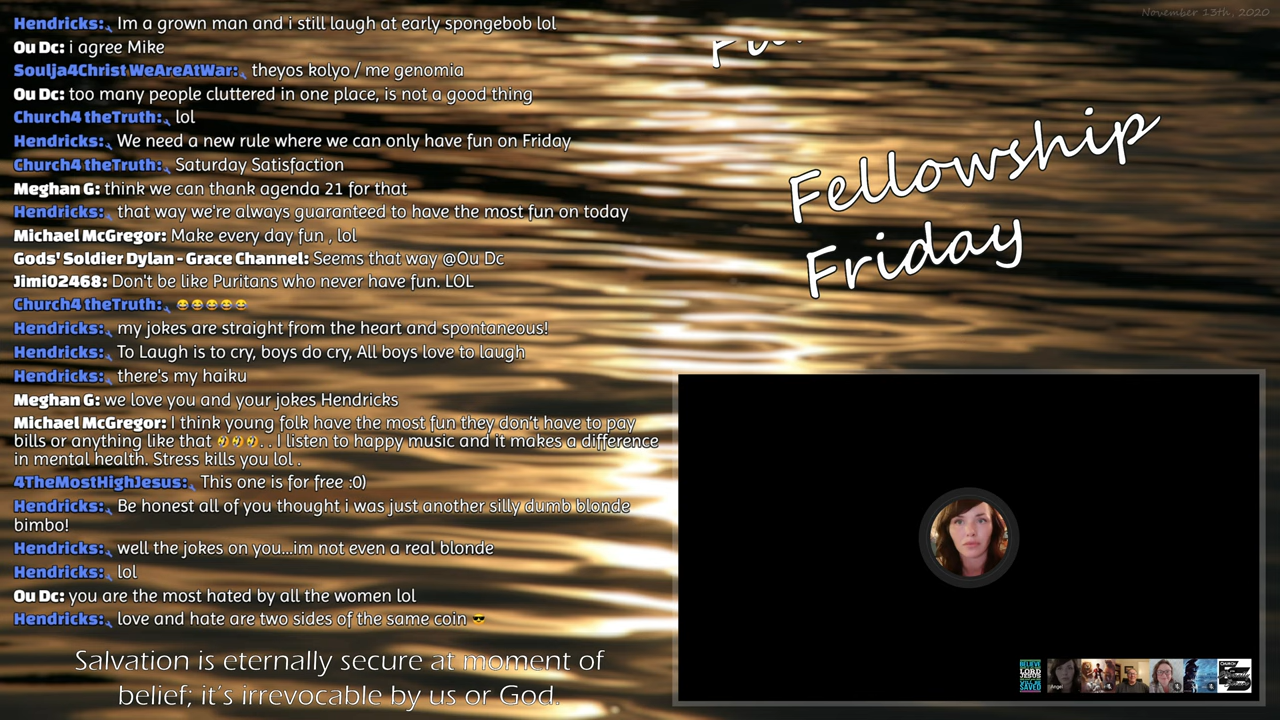 November 13th, 2020
Hendricks: Im a grown man and i still laugh at early spongebob lol
Ou Dc: i agree Mike
Soulja4Christ WeAreAtWar: theyos kolyo / me genomia
Ou Dc: too many people cluttered in one place, is not a good thing
Church4 theTruth: lol
Hendricks: We need a new rule where we can only have fun on Friday
Church4 theTruth: Saturday Satisfaction
Meghan G: think we can thank agenda 21 for that
Hendricks: that way we're always guaranteed to have the most fun on today
Michael McGregor: Make every day fun , lol
Gods' Soldier Dylan - Grace Channel: Seems that way @Ou Dc
Jimi02468: Don't be like Puritans who never have fun. LOL
Church4 theTruth: 😂😂😂😂😂
Hendricks: my jokes are straight from the heart and spontaneous!
Hendricks: To Laugh is to cry, boys do cry, All boys love to laugh
Hendricks: there's my haiku
Meghan G: we love you and your jokes Hendricks
Michael McGregor: I think young folk have the most fun they don't have to pay
bills or anything like that 🤣🤣🤣. . I listen to happy music and it makes a difference
in mental health. Stress kills you lol .
4TheMostHighJesus: This one is for free :0)
Hendricks: Be honest all of you thought i was just another silly dumb blonde
bimbo!
Hendricks: well the jokes on you...im not even a real blonde
Hendricks: lol
Ou Dc: you are the most hated by all the women lol
Hendricks: love and hate are two sides of the same coin 😎
Salvation is eternally secure at moment of
belief; it's irrevocable by us or God.
Fellowship
Friday
BELIEVE
LORD
JESUS
SAVED
Angel